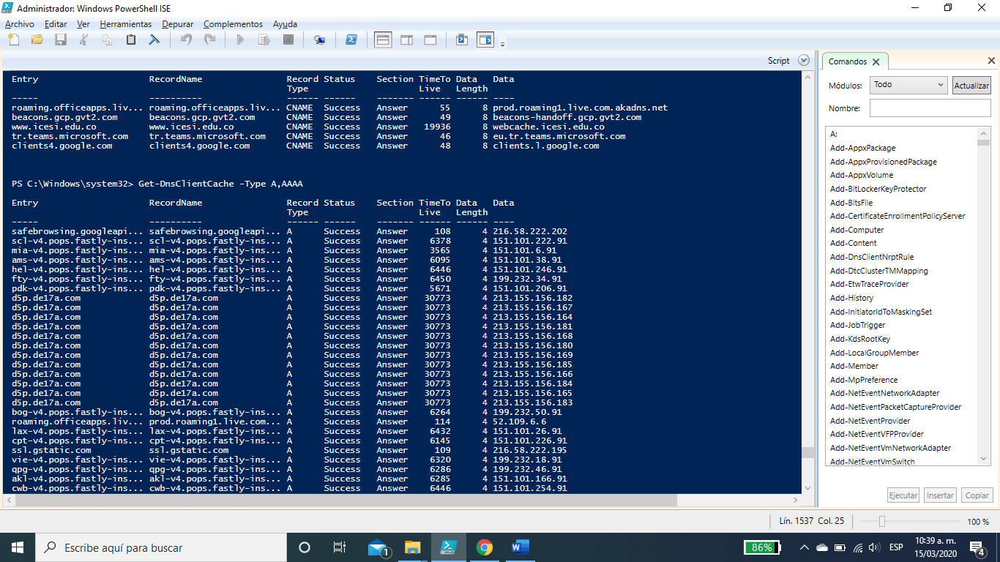 Administrador: Windows PowerShell ISE
Archivo Editar Ver Herramientas Depurar Complementos Ayuda
Script
Entry RecordName Record Status Section TimeTo Data Data
Type Live Length
----- ---------- ------ ------ ------- ------ ------ ----
roaming.officeapps.liv... roaming.officeapps.liv... CNAME Success Answer 55 8 prod.roaming1.live.com.akadns.net
beacons.gcp.gvt2.com beacons.gcp.gvt2.com CNAME Success Answer 49 8 beacons-handoff.gcp.gvt2.com
www.icesi.edu.co www.icesi.edu.co CNAME Success Answer 19936 8 webcache.icesi.edu.co
tr.teams.microsoft.com tr.teams.microsoft.com CNAME Success Answer 46 8 eu.tr.teams.microsoft.com
clients4.google.com clients4.google.com CNAME Success Answer 48 8 clients.l.google.com
PS C:\Windows\system32> Get-DnsClientCache -Type A,AAAA
Entry RecordName Record Status Section TimeTo Data Data
Type Live Length
----- ---------- ------ ------ ------- ------ ------ ----
safebrowsing.googleapi... safebrowsing.googleapi... A Success Answer 108 4 216.58.222.202
scl-v4.pops.fastly-ins... scl-v4.pops.fastly-ins... A Success Answer 6378 4 151.101.222.91
mia-v4.pops.fastly-ins... mia-v4.pops.fastly-ins... A Success Answer 3565 4 151.101.6.91
ams-v4.pops.fastly-ins... ams-v4.pops.fastly-ins... A Success Answer 6095 4 151.101.38.91
hel-v4.pops.fastly-ins... hel-v4.pops.fastly-ins... A Success Answer 6446 4 151.101.246.91
fty-v4.pops.fastly-ins... fty-v4.pops.fastly-ins... A Success Answer 6450 4 199.232.34.91
pdk-v4.pops.fastly-ins... pdk-v4.pops.fastly-ins... A Success Answer 5671 4 151.101.206.91
d5p.de17a.com d5p.de17a.com A Success Answer 30773 4 213.155.156.182
d5p.de17a.com d5p.de17a.com A Success Answer 30773 4 213.155.156.167
d5p.de17a.com d5p.de17a.com A Success Answer 30773 4 213.155.156.164
d5p.de17a.com d5p.de17a.com A Success Answer 30773 4 213.155.156.181
d5p.de17a.com d5p.de17a.com A Success Answer 30773 4 213.155.156.168
d5p.de17a.com d5p.de17a.com A Success Answer 30773 4 213.155.156.180
d5p.de17a.com d5p.de17a.com A Success Answer 30773 4 213.155.156.169
d5p.de17a.com d5p.de17a.com A Success Answer 30773 4 213.155.156.185
d5p.de17a.com d5p.de17a.com A Success Answer 30773 4 213.155.156.166
d5p.de17a.com d5p.de17a.com A Success Answer 30773 4 213.155.156.184
d5p.de17a.com d5p.de17a.com A Success Answer 30773 4 213.155.156.165
d5p.de17a.com d5p.de17a.com A Success Answer 30773 4 213.155.156.183
bog-v4.pops.fastly-ins... bog-v4.pops.fastly-ins... A Success Answer 6264 4 199.232.50.91
roaming.officeapps.liv... prod.roaming1.live.com... A Success Answer 114 4 52.109.6.6
lax-v4.pops.fastly-ins... lax-v4.pops.fastly-ins... A Success Answer 6432 4 151.101.26.91
cpt-v4.pops.fastly-ins... cpt-v4.pops.fastly-ins... A Success Answer 6145 4 151.101.226.91
ssl.gstatic.com ssl.gstatic.com A Success Answer 109 4 216.58.222.195
vie-v4.pops.fastly-ins... vie-v4.pops.fastly-ins... A Success Answer 6320 4 199.232.18.91
qpg-v4.pops.fastly-ins... qpg-v4.pops.fastly-ins... A Success Answer 6286 4 199.232.46.91
akl-v4.pops.fastly-ins... akl-v4.pops.fastly-ins... A Success Answer 6285 4 151.101.166.91
cwb-v4.pops.fastly-ins... cwb-v4.pops.fastly-ins... A Success Answer 6446 4 151.101.254.91
Comandos
Módulos: Todo Actualizar
Nombre:
A:
Add-AppxPackage
Add-AppxProvisionedPackage
Add-AppxVolume
Add-BitLockerKeyProtector
Add-BitsFile
Add-CertificateEnrollmentPolicyServer
Add-Computer
Add-Content
Add-DnsClientNrptRule
Add-DtcClusterTMMapping
Add-EtwTraceProvider
Add-History
Add-InitiatorIdToMaskingSet
Add-JobTrigger
Add-KdsRootKey
Add-LocalGroupMember
Add-Member
Add-MpPreference
Add-NetEventNetworkAdapter
Add-NetEventPacketCaptureProvider
Add-NetEventProvider
Add-NetEventVFPProvider
Add-NetEventVmNetworkAdapter
Add-NetEventVmSwitch
Ejecutar Insertar Copiar
Lín. 1537 Col. 25 100 %
Escribe aquí para buscar
1
86%
ESP
10:39 a. m.
15/03/2020
4